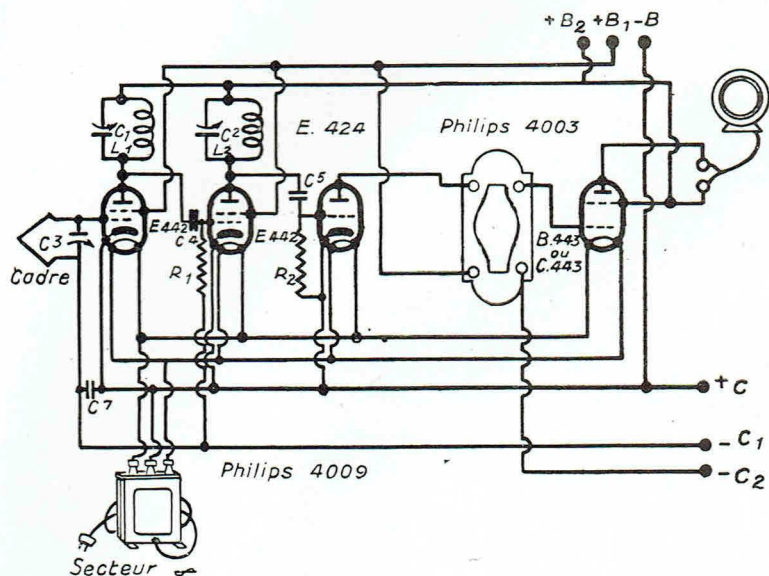 +B2 +B1 -B
C1
L1
C2
L2
E. 424
Philips 4003
C5
E442
C4
E442
C3
Cadre
R1
R2
B.443
ou
C.443
C7
+C
-C1
-C2
Philips 4009
Secteur